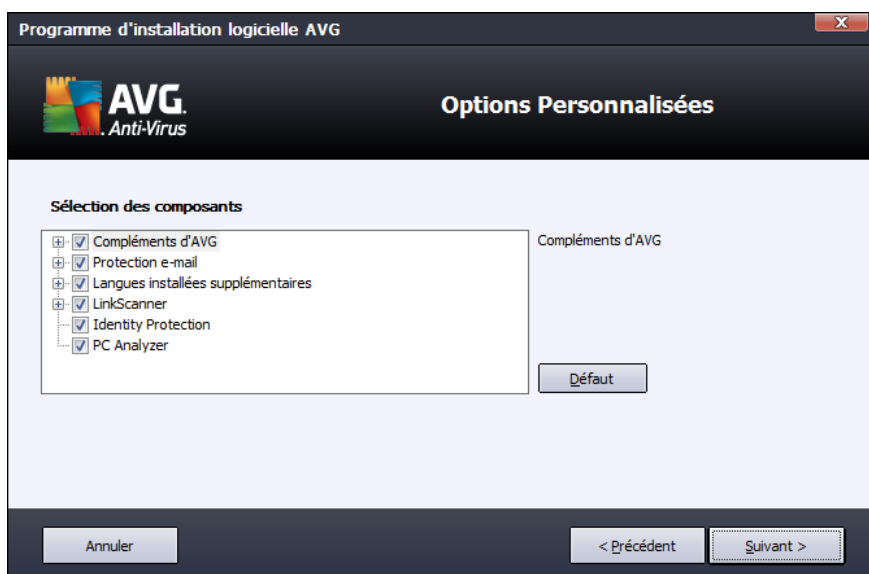 Programme d'installation logicielle AVG
X
AVG.
Anti-Virus
Options Personnalisées
Sélection des composants
Compléments d'AVG
Protection e-mail
Langues installées supplémentaires
LinkScanner
Identity Protection
PC Analyzer
Compléments d'AVG
Défaut
Annuler
< Précédent
Suivant >